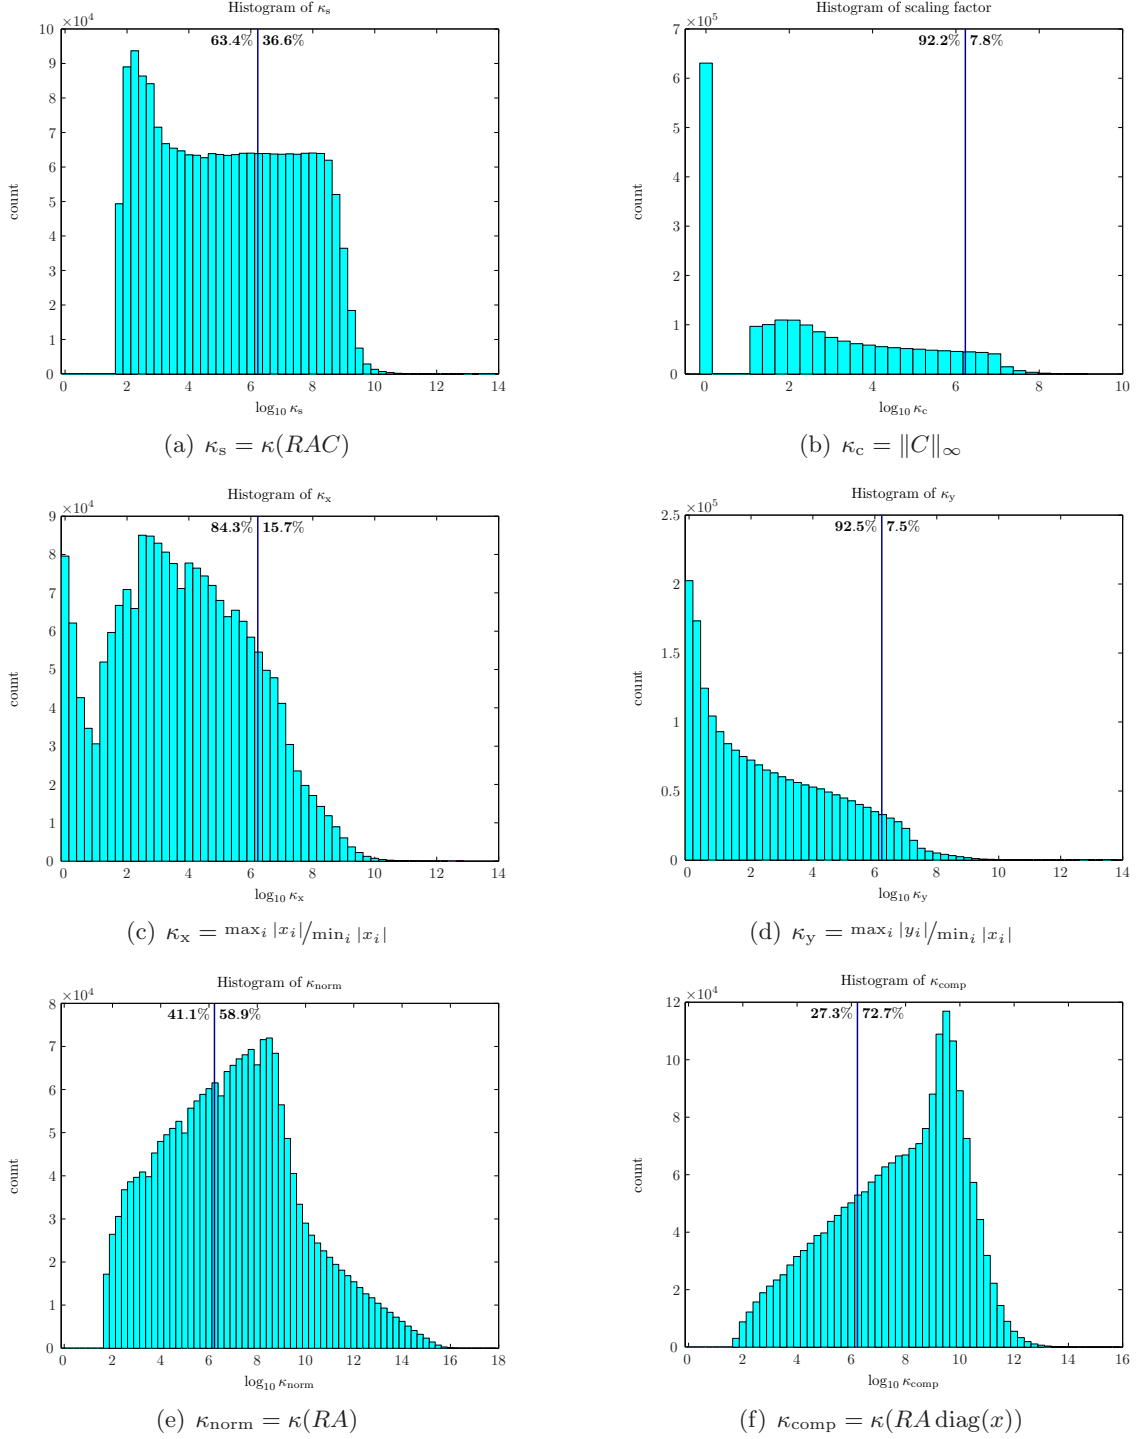 Histogram of κs
×10^4
63.4% 36.6%
10
9
8
7
6
5
4
3
2
1
0
count
0 2 4 6 8 10 12 14
log10 κs
(a) κs = κ(RAC)
Histogram of scaling factor
×10^5
92.2% 7.8%
7
6
5
4
3
2
1
0
count
0 2 4 6 8 10
log10 κc
(b) κc = ‖C‖∞
Histogram of κx
×10^4
84.3% 15.7%
9
8
7
6
5
4
3
2
1
0
count
0 2 4 6 8 10 12 14
log10 κx
(c) κx = maxi |xi|/mini |xi|
Histogram of κy
×10^5
92.5% 7.5%
2.5
2
1.5
1
0.5
0
count
0 2 4 6 8 10 12 14
log10 κy
(d) κy = maxi |yi|/mini |xi|
Histogram of κnorm
×10^4
41.1% 58.9%
8
7
6
5
4
3
2
1
0
count
0 2 4 6 8 10 12 14 16 18
log10 κnorm
(e) κnorm = κ(RA)
Histogram of κcomp
×10^4
27.3% 72.7%
12
10
8
6
4
2
0
count
0 2 4 6 8 10 12 14 16
log10 κcomp
(f) κcomp = κ(RA diag(x))